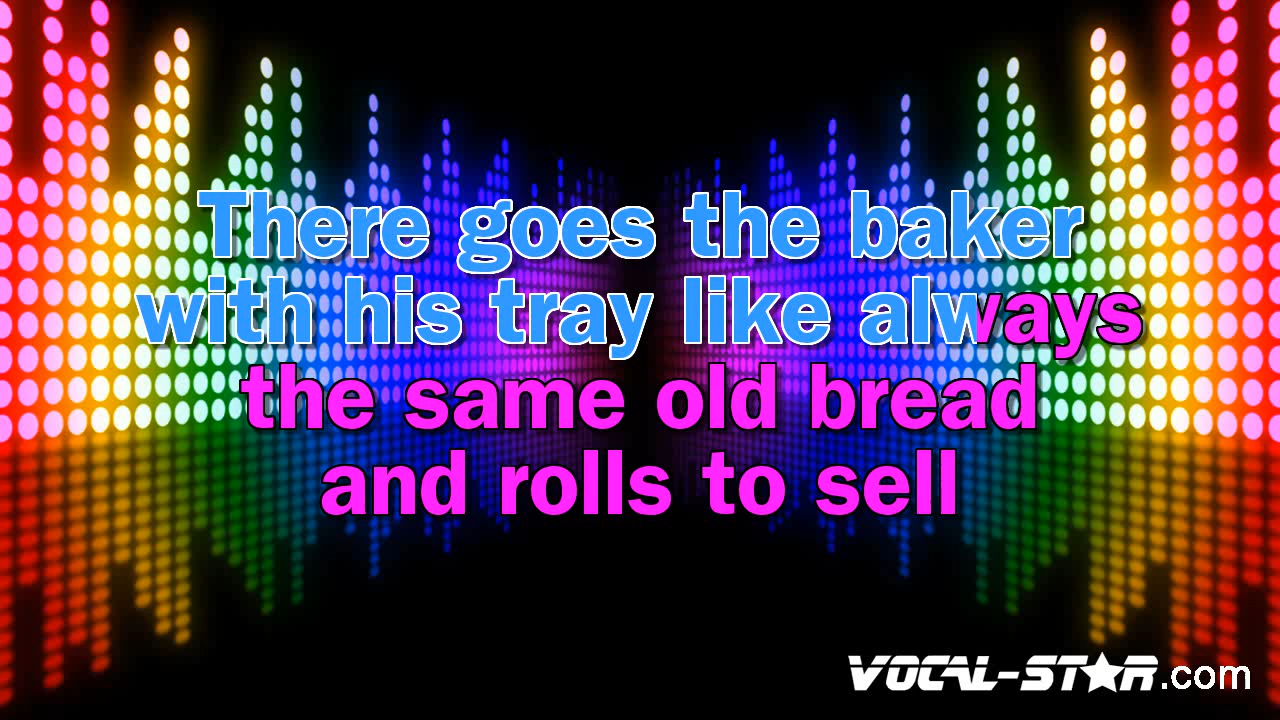 There goes the baker
with his tray like always
the same old bread
and rolls to sell
VOCAL-STAR.com